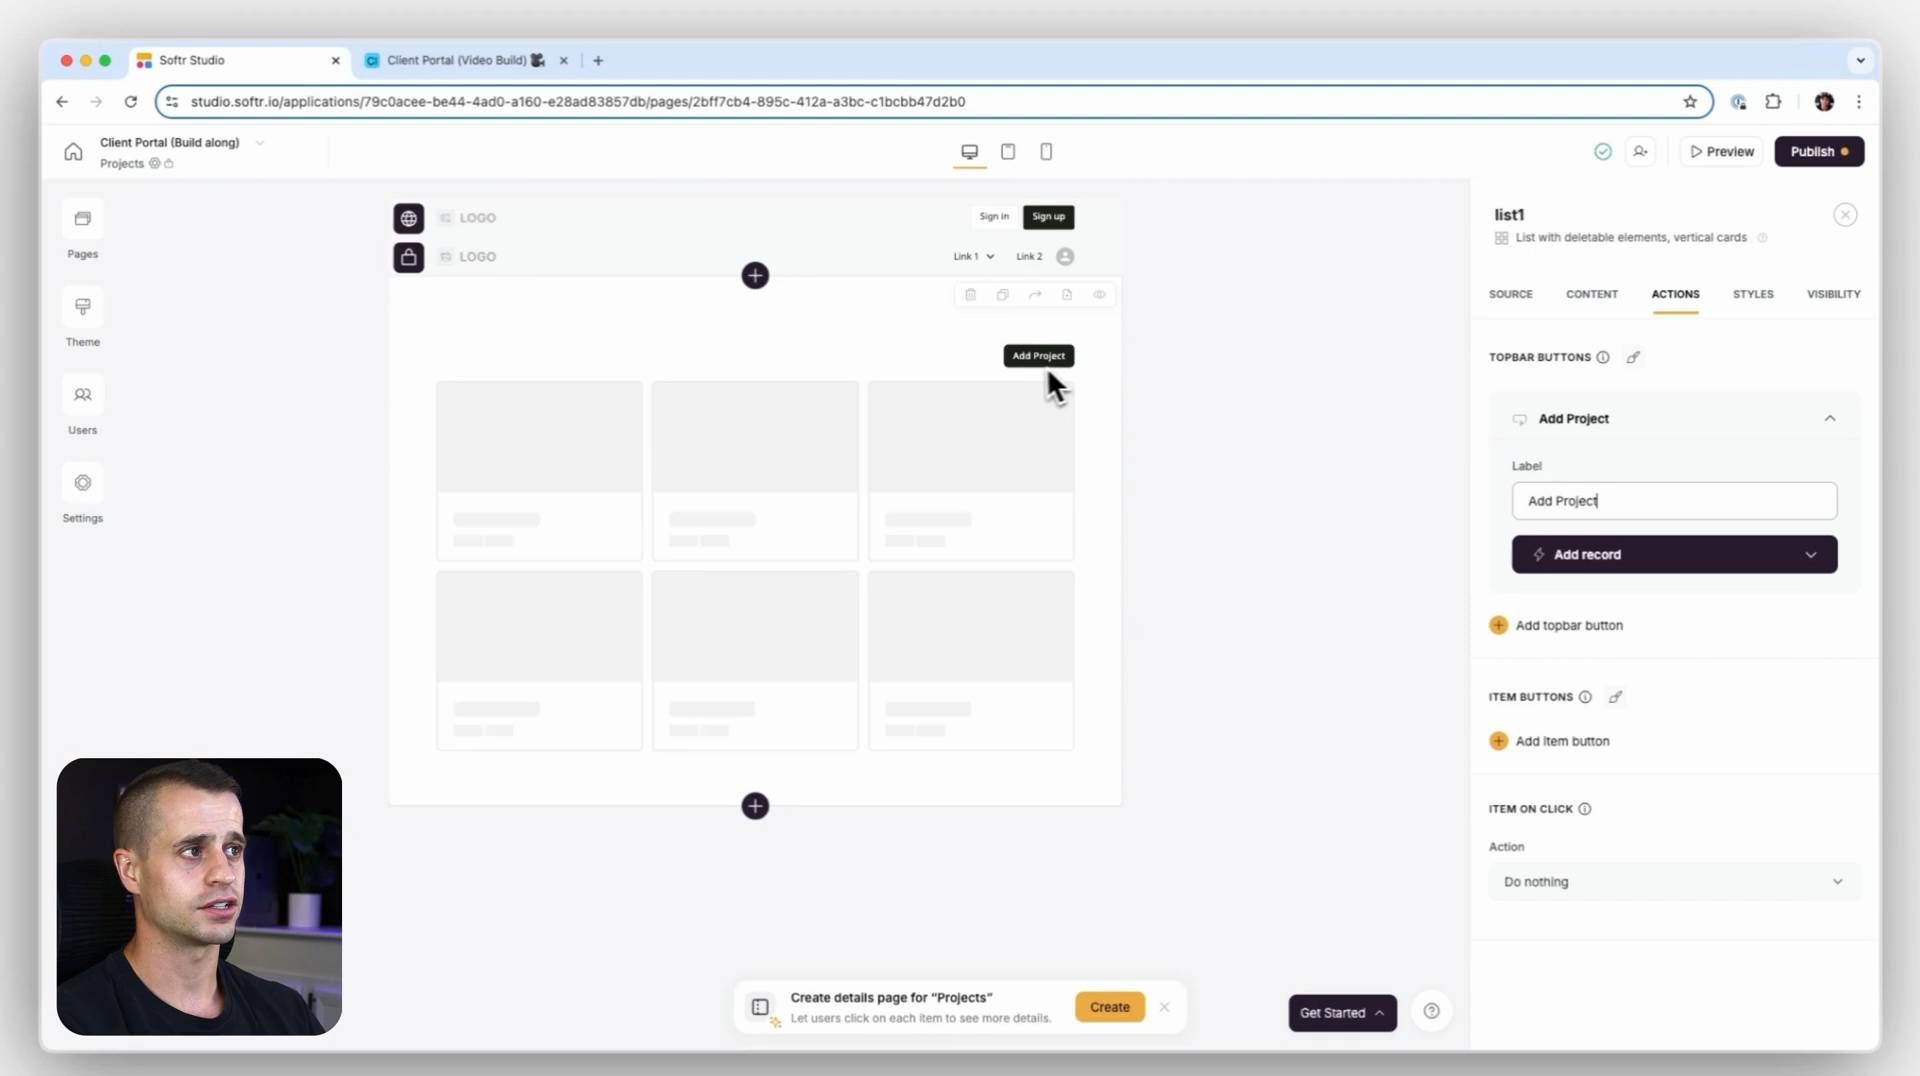 Softr Studio
Client Portal (Video Build)
studio.softr.io/applications/79c0acee-be44-4ad0-a160-e28ad83857db/pages/2bff7cb4-895c-412a-a3bc-c1bcbb47d2b0
Client Portal (Build along)
Projects
Preview
Publish
Pages
Theme
Users
Settings
LOGO
Sign in
Sign up
LOGO
Link 1
Link 2
Add Project
list1
List with deletable elements, vertical cards
SOURCE
CONTENT
ACTIONS
STYLES
VISIBILITY
TOPBAR BUTTONS
Add Project
Label
Add Project
Add record
Add topbar button
ITEM BUTTONS
Add item button
ITEM ON CLICK
Action
Do nothing
Create details page for “Projects”
Let users click on each item to see more details.
Create
Get Started